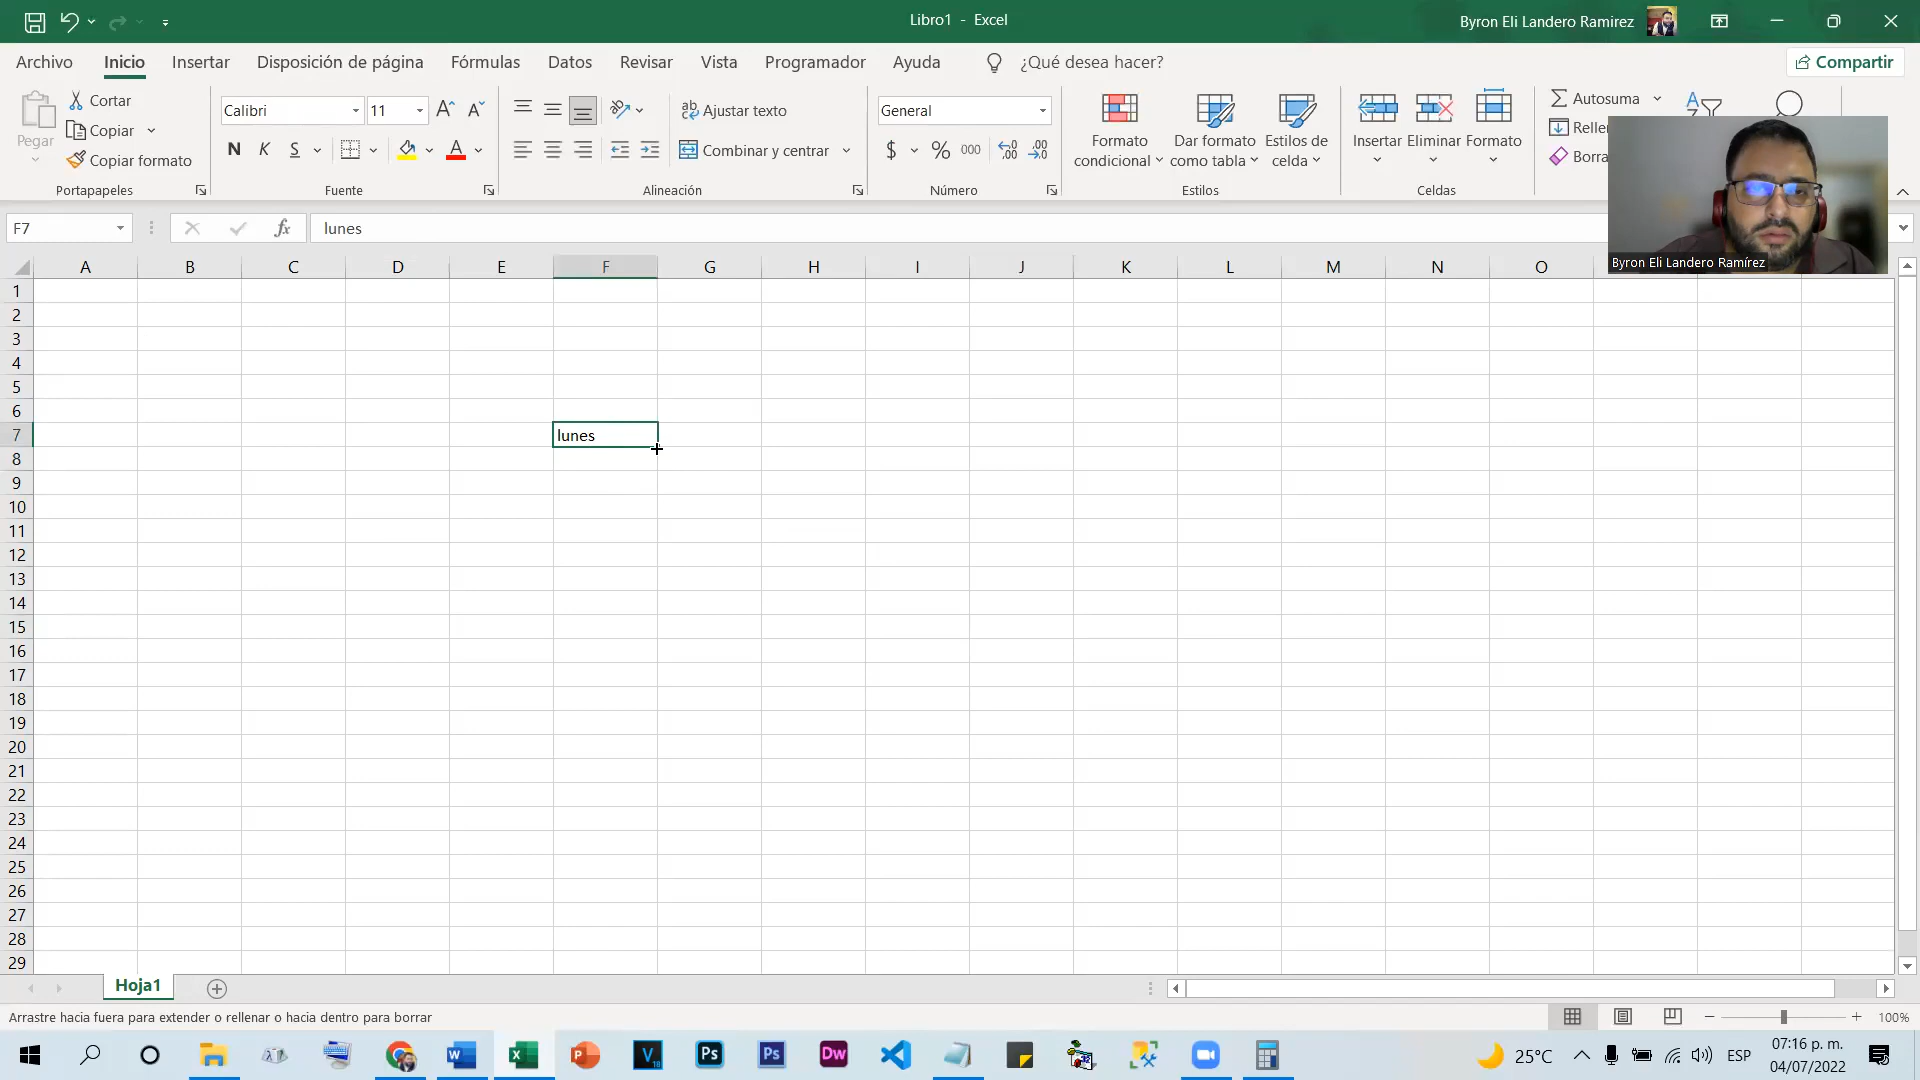 Libro1 - Excel
Byron Eli Landero Ramirez
Archivo Inicio Insertar Disposición de página Fórmulas Datos Revisar Vista Programador Ayuda ¿Qué desea hacer? Compartir
Pegar
Cortar
Copiar
Copiar formato
Portapapeles
Calibri 11
N K S
Fuente
Ajustar texto
Combinar y centrar
Alineación
General
$ % 000
Número
Formato condicional
Dar formato como tabla
Estilos de celda
Estilos
Insertar Eliminar Formato
Celdas
Autosuma
Relle
Borra
Byron Eli Landero Ramírez
F7 fx lunes
A B C D E F G H I J K L M N O
1
2
3
4
5
6
7 lunes
8
9
10
11
12
13
14
15
16
17
18
19
20
21
22
23
24
25
26
27
28
29
Hoja1
Arrastre hacia fuera para extender o rellenar o hacia dentro para borrar
100%
25°C
ESP
07:16 p. m.
04/07/2022